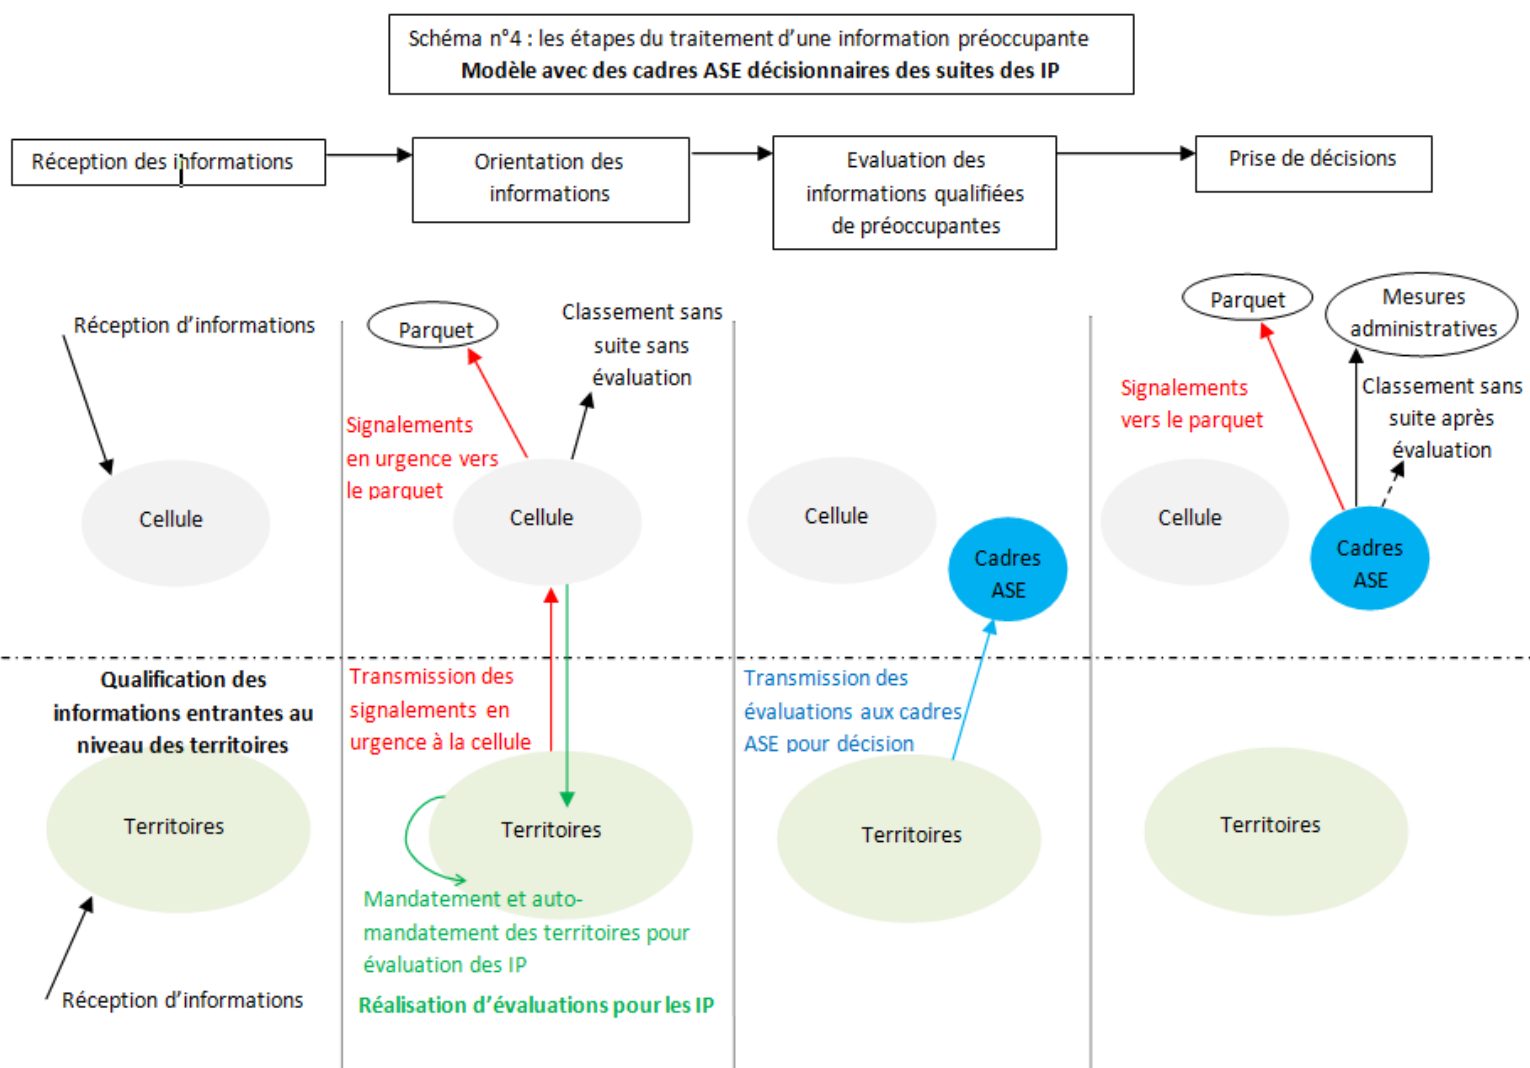 Schéma n°4 : les étapes du traitement d’une information préoccupante
Modèle avec des cadres ASE décisionnaires des suites des IP
Réception des informations
Orientation des
informations
Evaluation des
informations qualifiées
de préoccupantes
Prise de décisions
Réception d’informations
Cellule
Qualification des
informations entrantes au
niveau des territoires
Territoires
Réception d’informations
Parquet
Classement sans
suite sans
évaluation
Signalements
en urgence vers
le parquet
Cellule
Transmission des
signalements en
urgence à la cellule
Territoires
Mandatement et auto-
mandatement des territoires pour
évaluation des IP
Réalisation d’évaluations pour les IP
Cellule
Cadres
ASE
Transmission des
évaluations aux cadres
ASE pour décision
Territoires
Parquet
Mesures
administratives
Signalements
vers le parquet
Classement sans
suite après
évaluation
Cellule
Cadres
ASE
Territoires